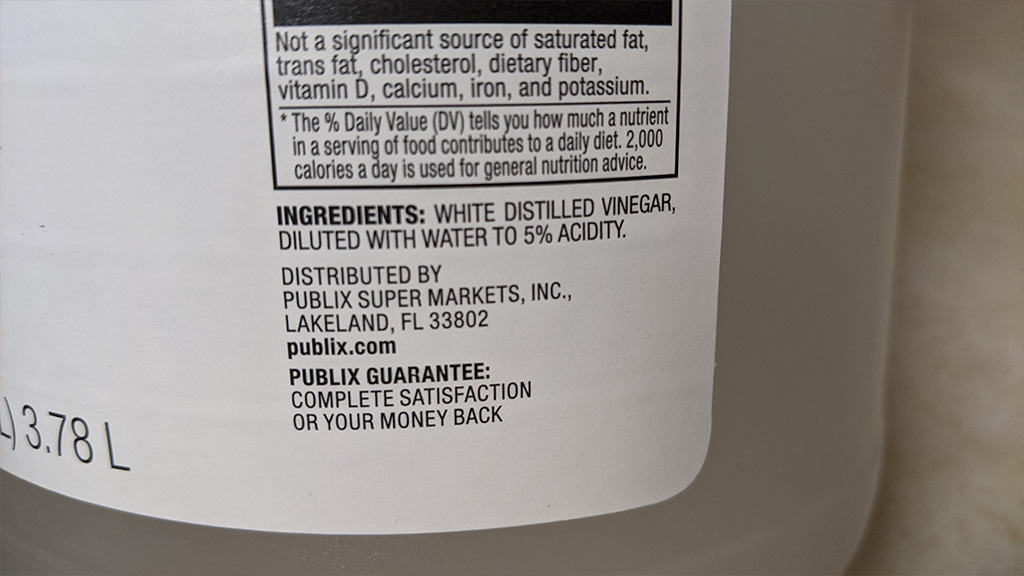 Not a significant source of saturated fat,
trans fat, cholesterol, dietary fiber,
vitamin D, calcium, iron, and potassium.
* The % Daily Value (DV) tells you how much a nutrient
in a serving of food contributes to a daily diet. 2,000
calories a day is used for general nutrition advice.
INGREDIENTS: WHITE DISTILLED VINEGAR,
DILUTED WITH WATER TO 5% ACIDITY.
DISTRIBUTED BY
PUBLIX SUPER MARKETS, INC.,
LAKELAND, FL 33802
publix.com
PUBLIX GUARANTEE:
COMPLETE SATISFACTION
OR YOUR MONEY BACK
L) 3.78 L